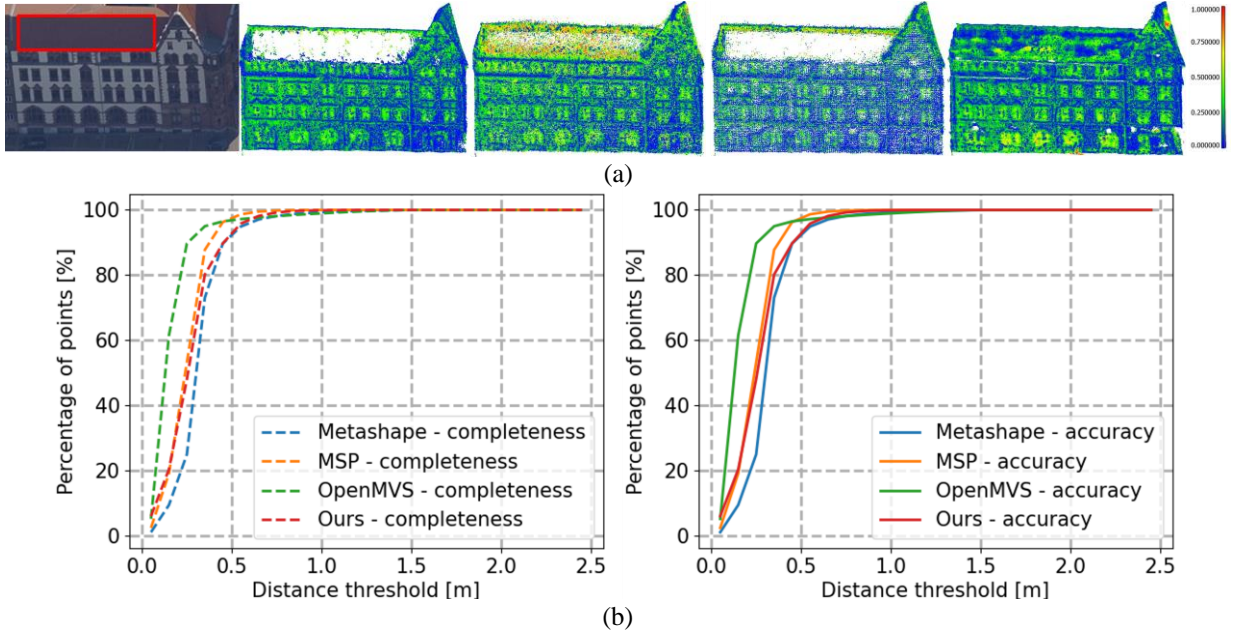 1.000000
0.750000
0.500000
0.250000
0.000000
(a)
100
80
60
40
20
0
Percentage of points [%]
Metashape - completeness
MSP - completeness
OpenMVS - completeness
Ours - completeness
0.0 0.5 1.0 1.5 2.0 2.5
Distance threshold [m]
100
80
60
40
20
0
Percentage of points [%]
Metashape - accuracy
MSP - accuracy
OpenMVS - accuracy
Ours - accuracy
0.0 0.5 1.0 1.5 2.0 2.5
Distance threshold [m]
(b)